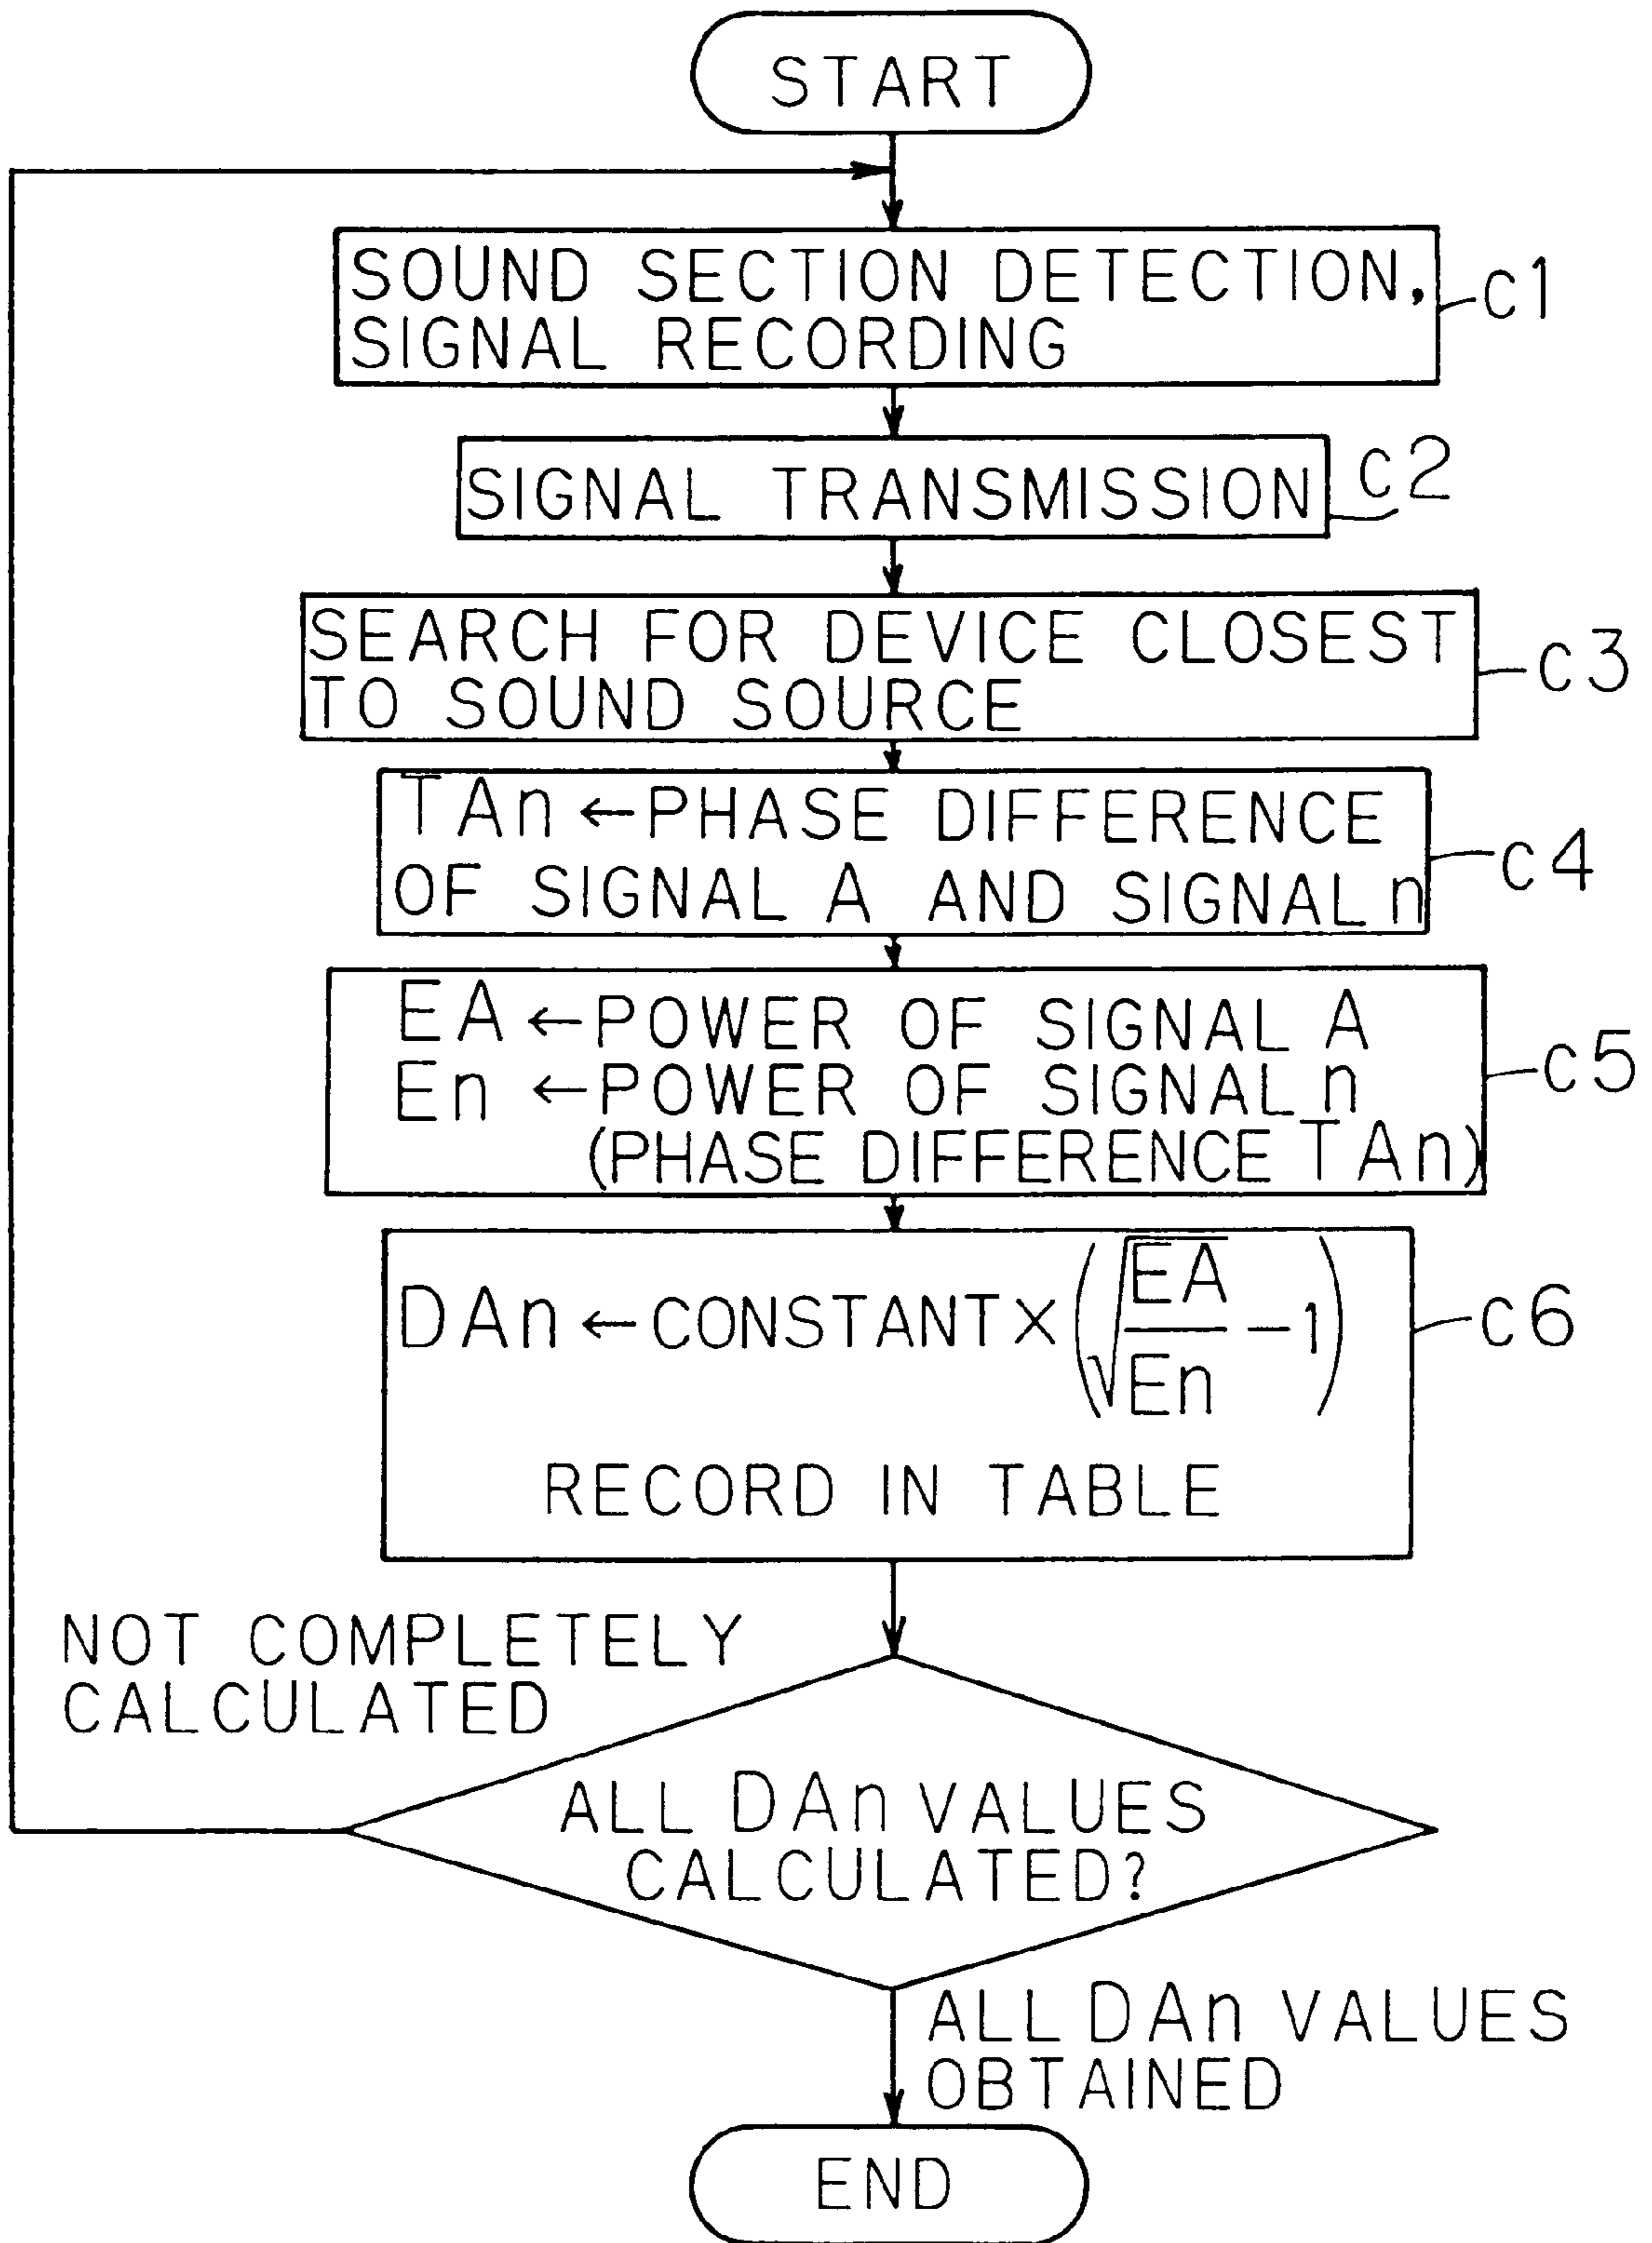 START
SOUND SECTION DETECTION,
SIGNAL RECORDING
c1
SIGNAL TRANSMISSION
c2
SEARCH FOR DEVICE CLOSEST
TO SOUND SOURCE
c3
TAn ←PHASE DIFFERENCE
OF SIGNAL A AND SIGNAL n
c4
EA ←POWER OF SIGNAL A
En ←POWER OF SIGNAL n
(PHASE DIFFERENCE TAn)
c5
DAn ← CONSTANT × (√(EA/En) −1)
RECORD IN TABLE
c6
NOT COMPLETELY
CALCULATED
ALL DAn VALUES
CALCULATED?
ALL DAn VALUES
OBTAINED
END